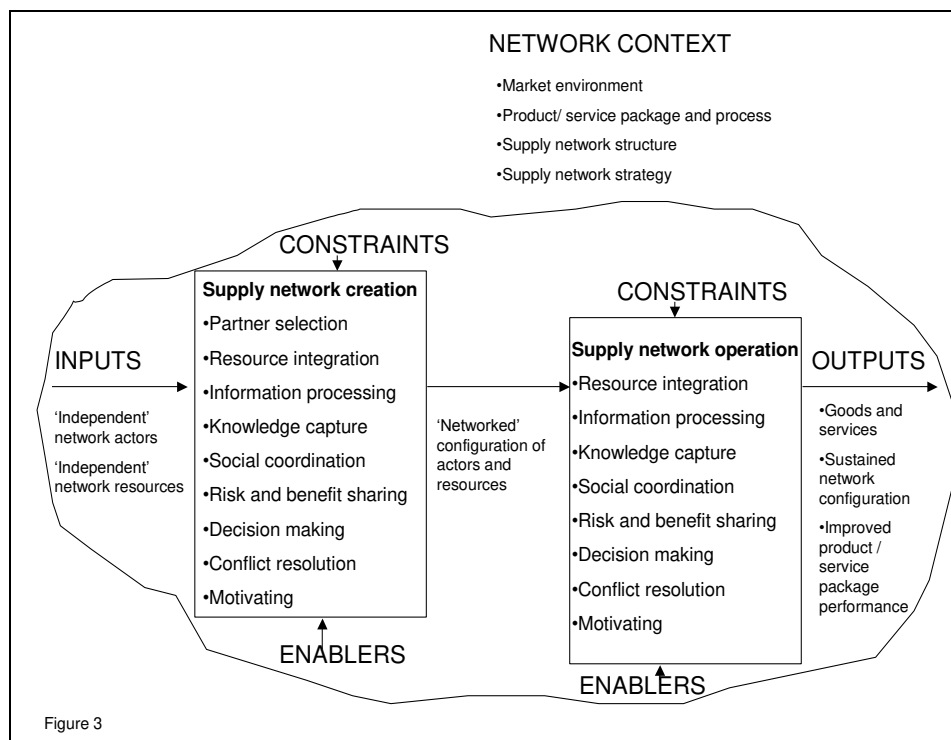 NETWORK CONTEXT
•Market environment
•Product/ service package and process
•Supply network structure
•Supply network strategy
CONSTRAINTS
Supply network creation
•Partner selection
•Resource integration
•Information processing
•Knowledge capture
•Social coordination
•Risk and benefit sharing
•Decision making
•Conflict resolution
•Motivating
ENABLERS
INPUTS
‘Independent’
network actors
‘Independent’
network resources
‘Networked’
configuration of
actors and
resources
CONSTRAINTS
Supply network operation
•Resource integration
•Information processing
•Knowledge capture
•Social coordination
•Risk and benefit sharing
•Decision making
•Conflict resolution
•Motivating
ENABLERS
OUTPUTS
•Goods and
services
•Sustained
network
configuration
•Improved
product /
service
package
performance
Figure 3